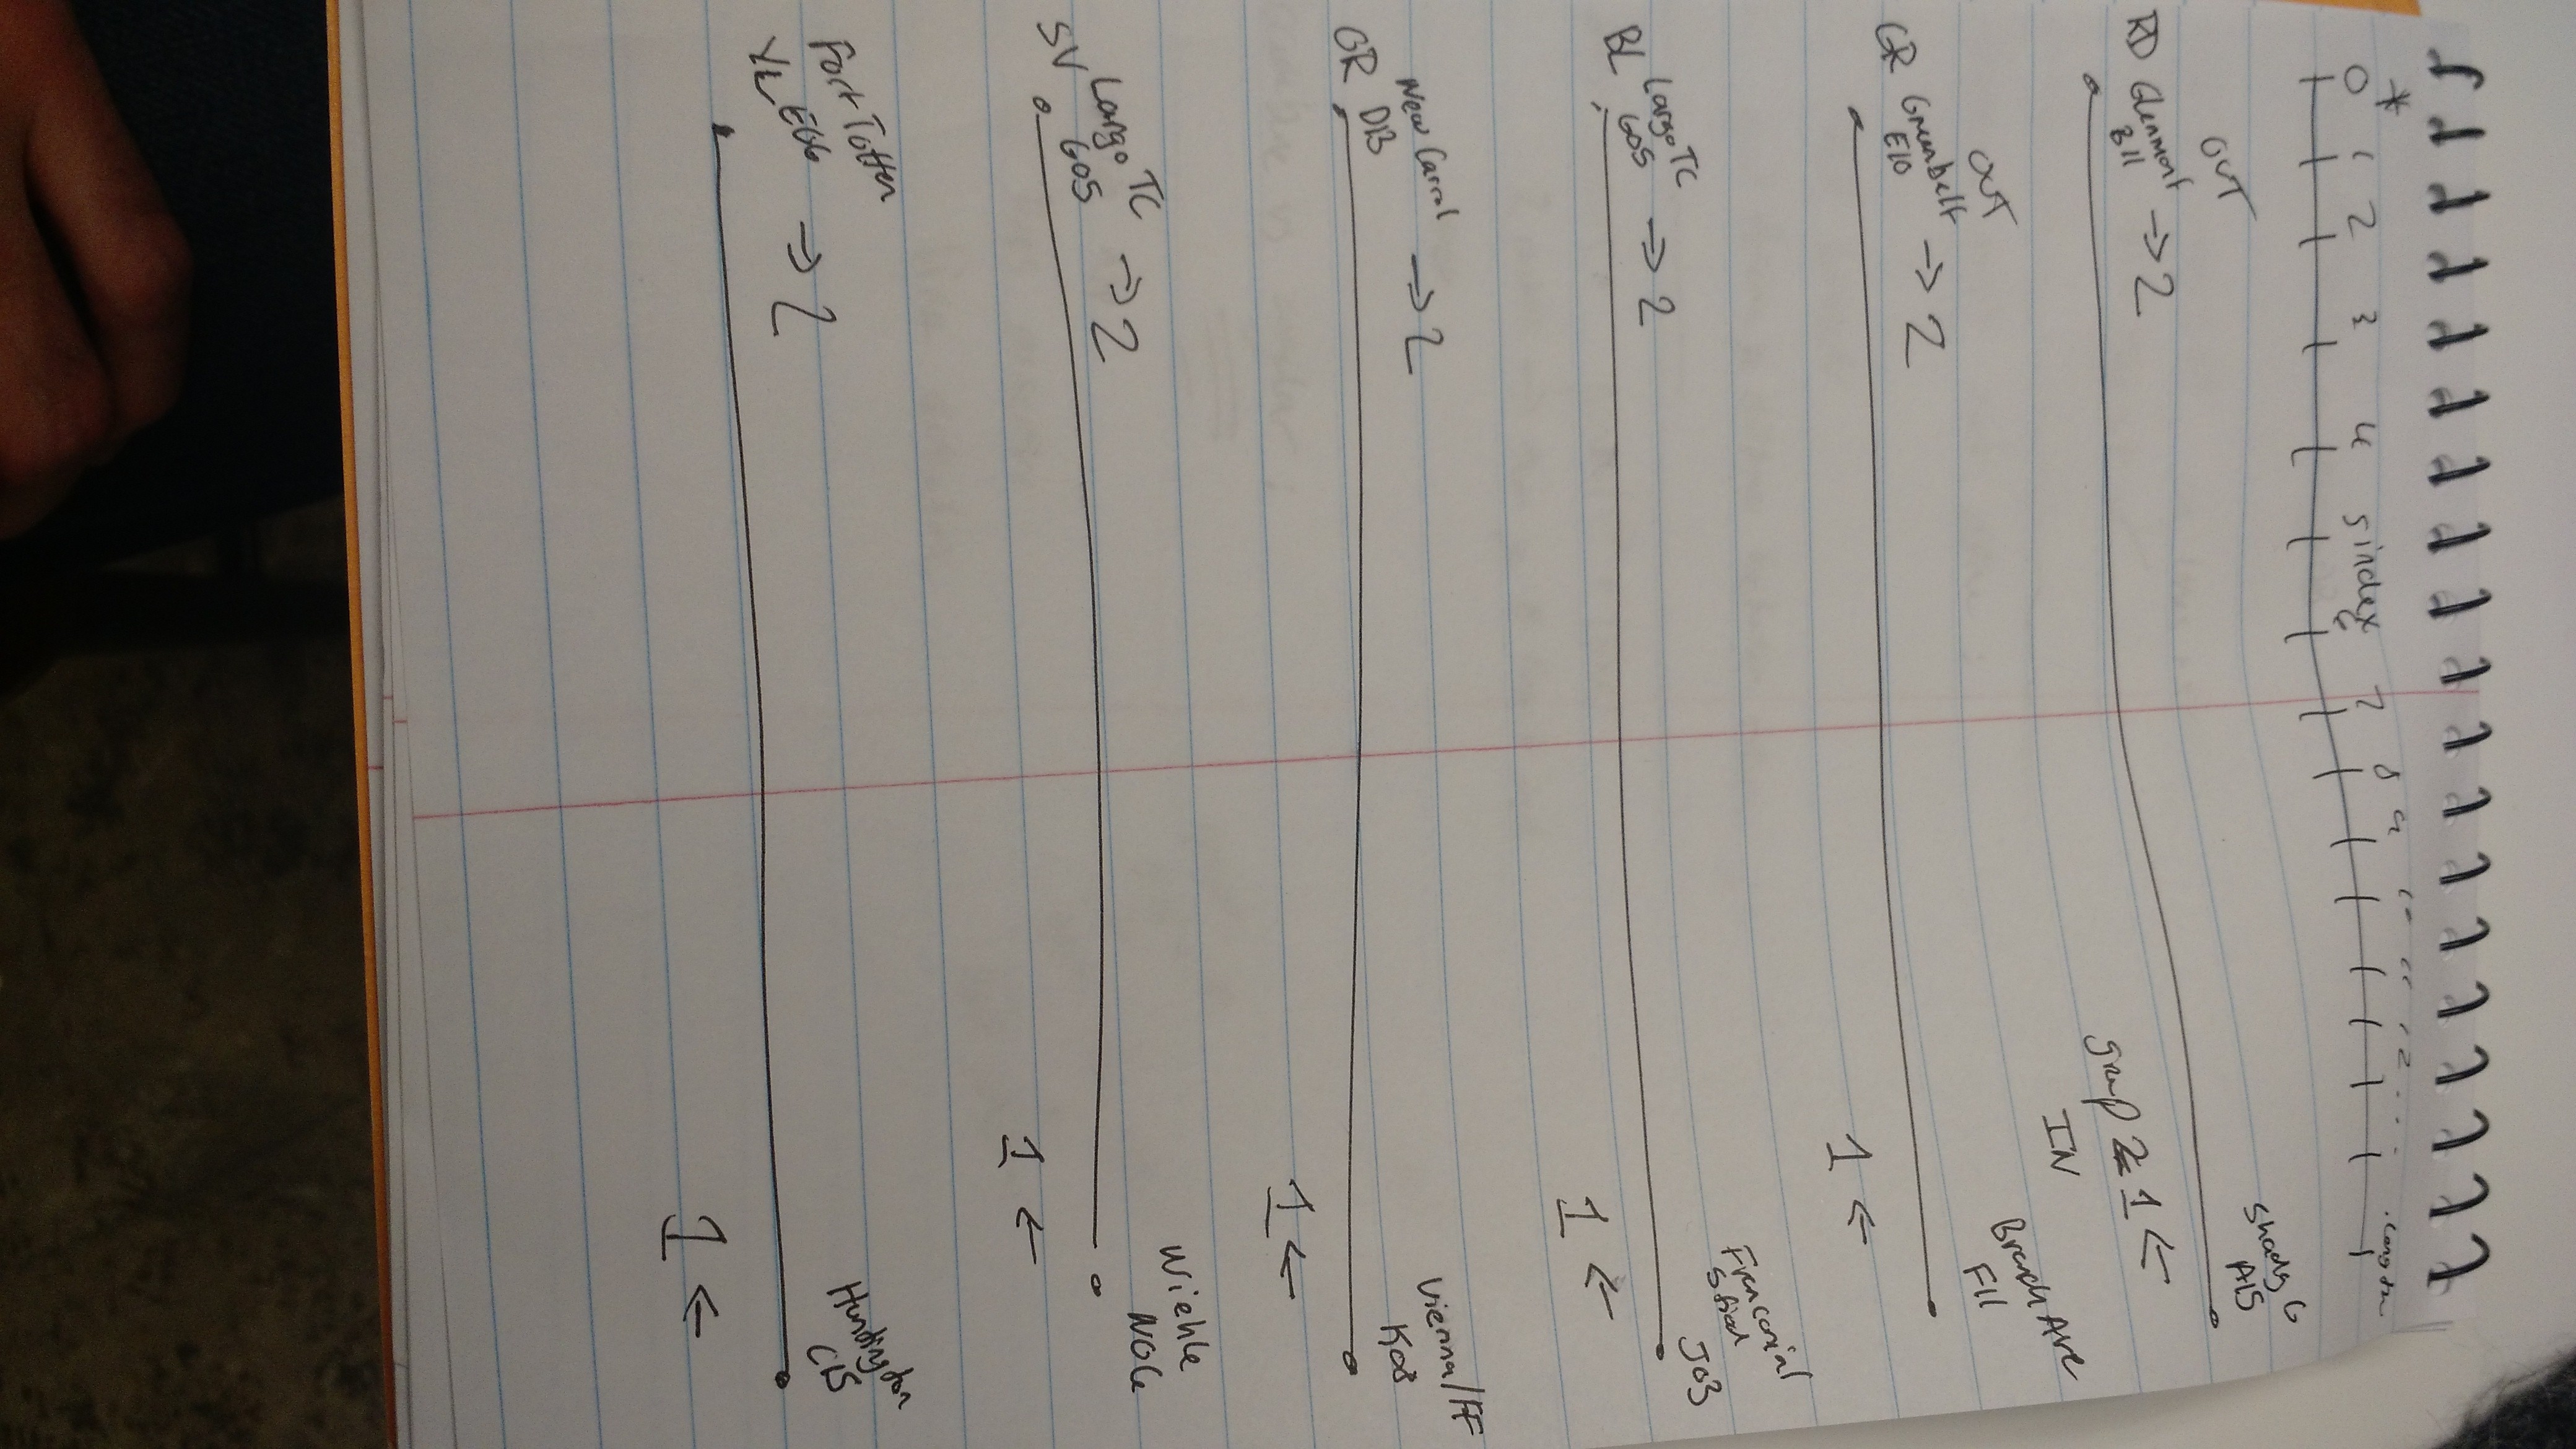 *
0 1 2 3 4 5 index 6 7 8 9 10 11 12 ... .length
OUT
Shady G
A15
RD Glenmont → 2
B11
group 1 ←
IN
OUT
Branch Ave
F11
GR Greenbelt → 2
E10
1 ←
Franconial
Sfield
J03
BL Largo TC → 2
G05
1 ←
New Carrol → 2
OR D13
Vienna/FF
K08
1 ←
Wiehle
N06
SV Largo TC → 2
G05
1 ←
Fort Totten
YL E06 → 2
Huntington
C15
1 ←